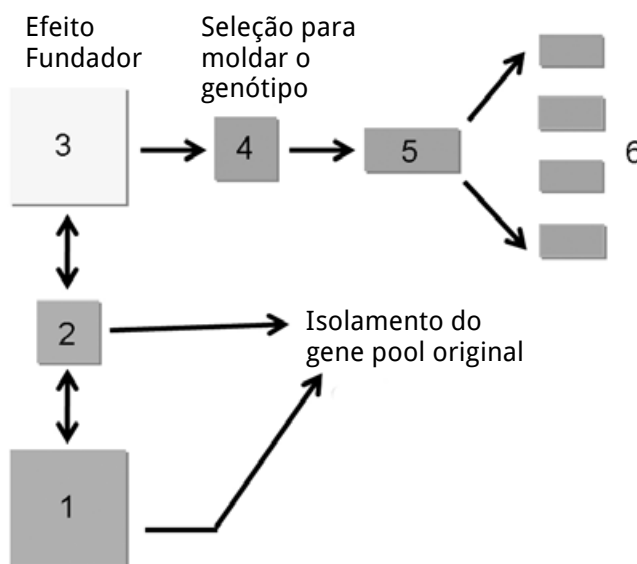 Efeito
Fundador
Seleção para
moldar o
genótipo
3
4
5
6
2
Isolamento do
gene pool original
1